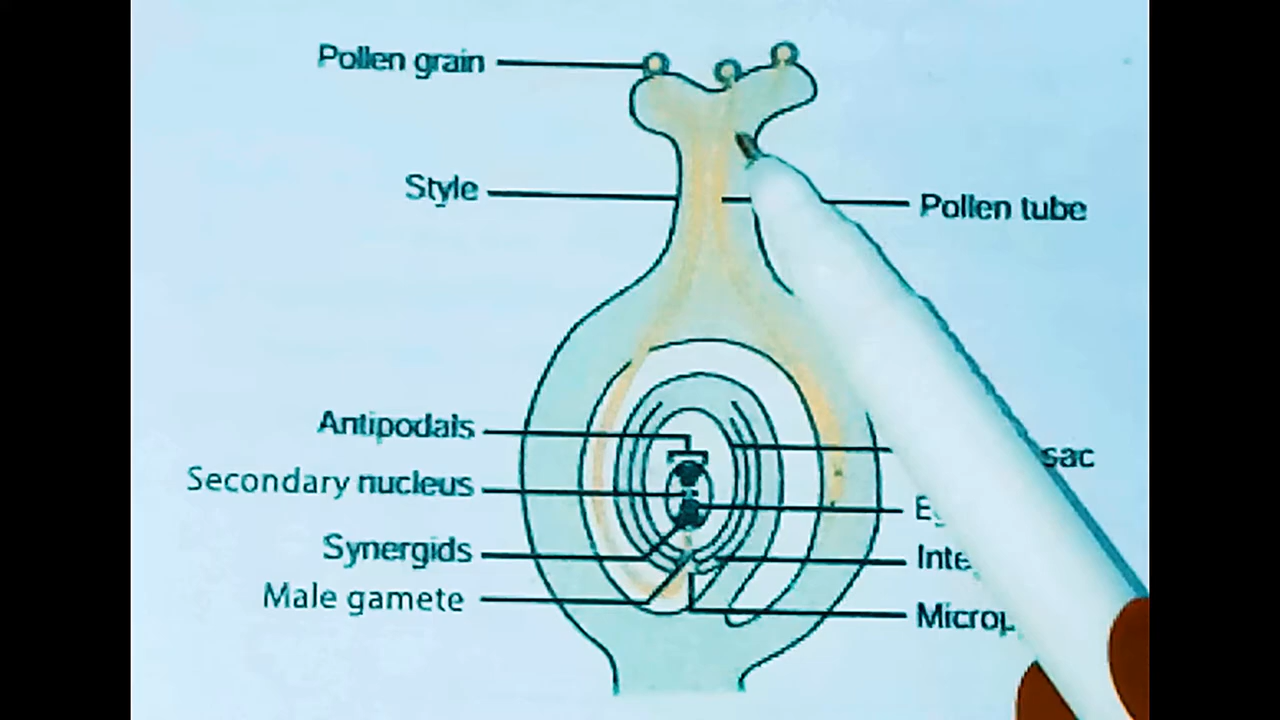 Pollen grain
Style
Pollen tube
Antipodals
sac
Secondary nucleus
Synergids
Male gamete